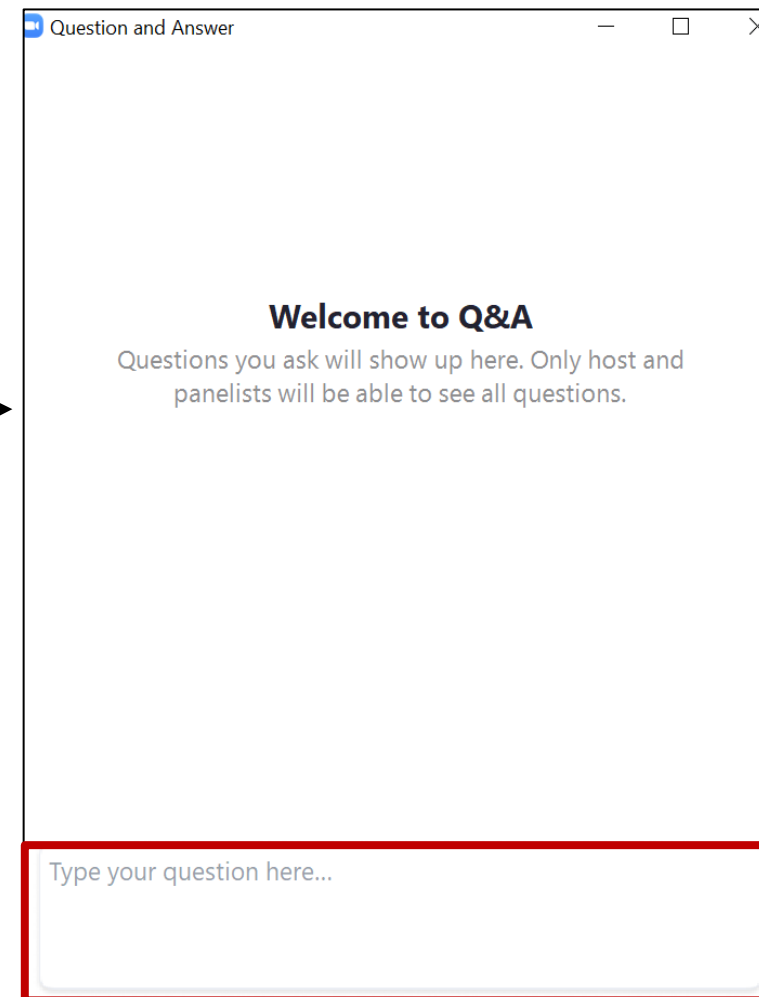 Question and Answer
Welcome to Q&A
Questions you ask will show up here. Only host and
panelists will be able to see all questions.
Type your question here...